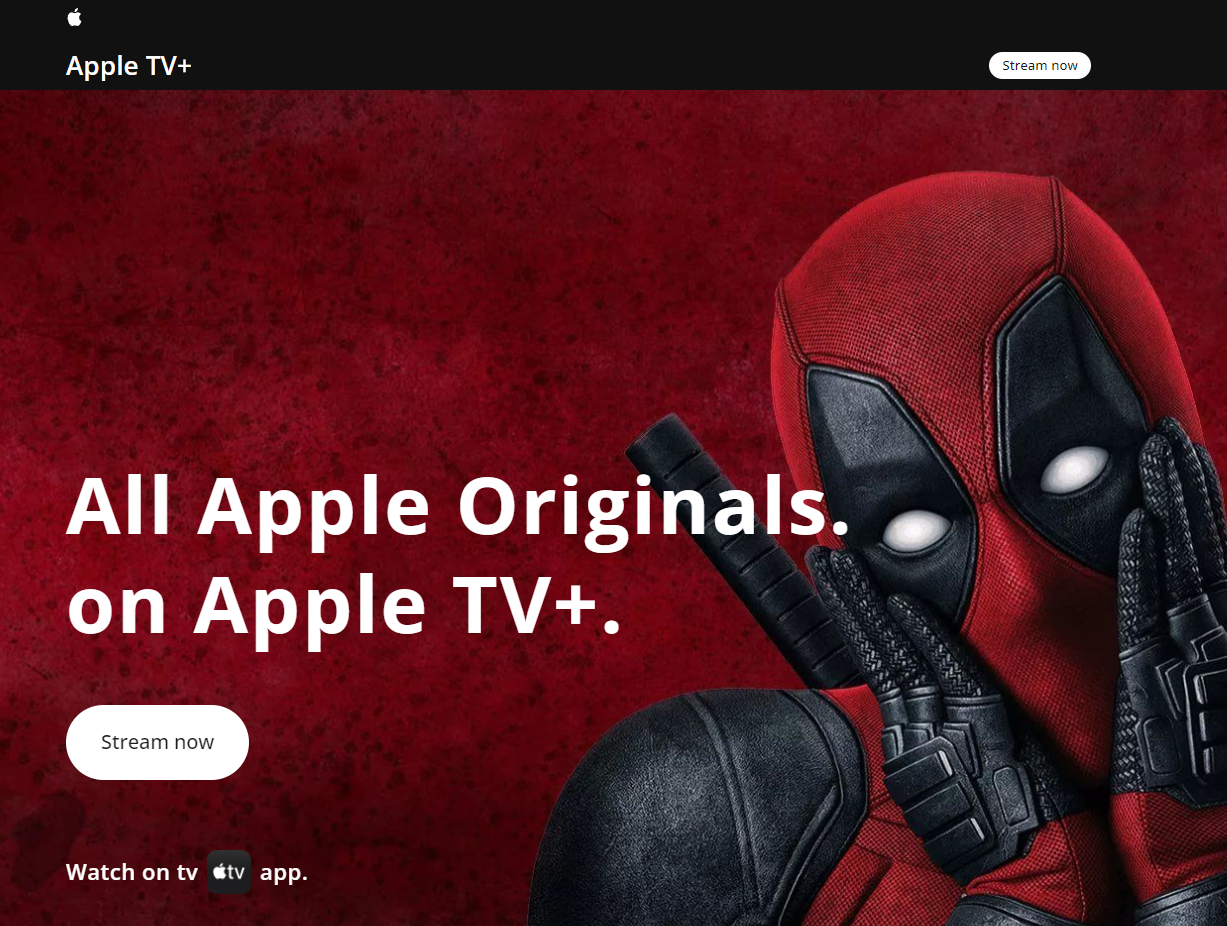 Apple TV+
Stream now
All Apple Originals.
on Apple TV+.
Stream now
Watch on tv tv app.